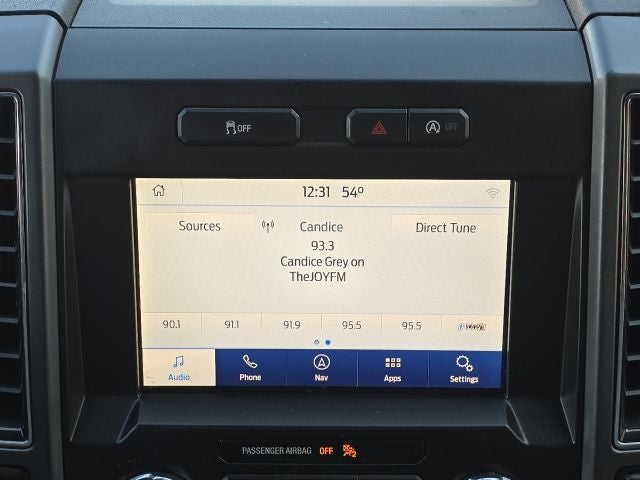 OFF
A OFF
12:31 54°
Sources Candice Direct Tune
93.3
Candice Grey on
TheJOYFM
90.1 91.1 91.9 95.5 95.5
Audio Phone Nav Apps Settings
PASSENGER AIRBAG OFF 2